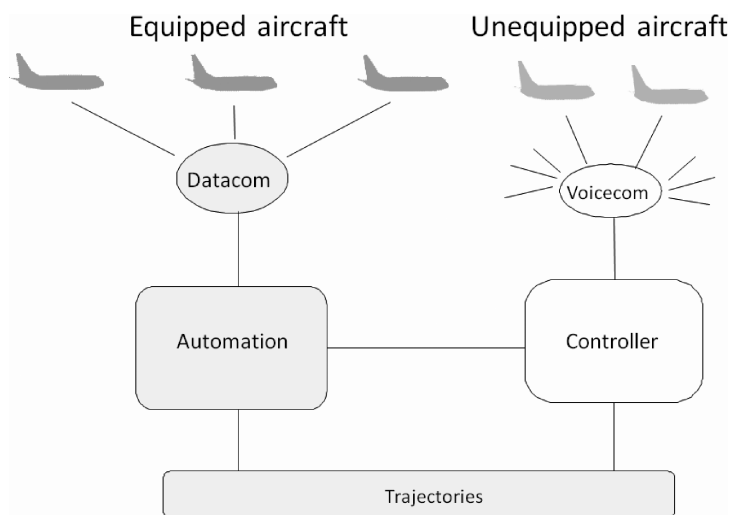 Equipped aircraft
Unequipped aircraft
Datacom
Voicecom
Automation
Controller
Trajectories